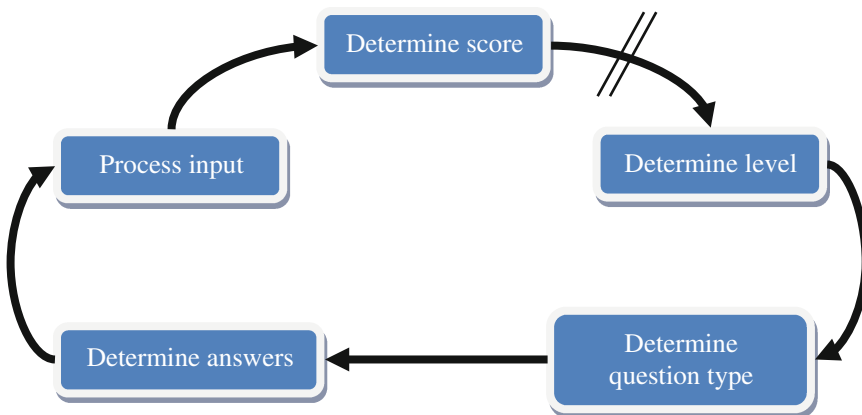 Determine score
Determine level
Determine
question type
Determine answers
Process input